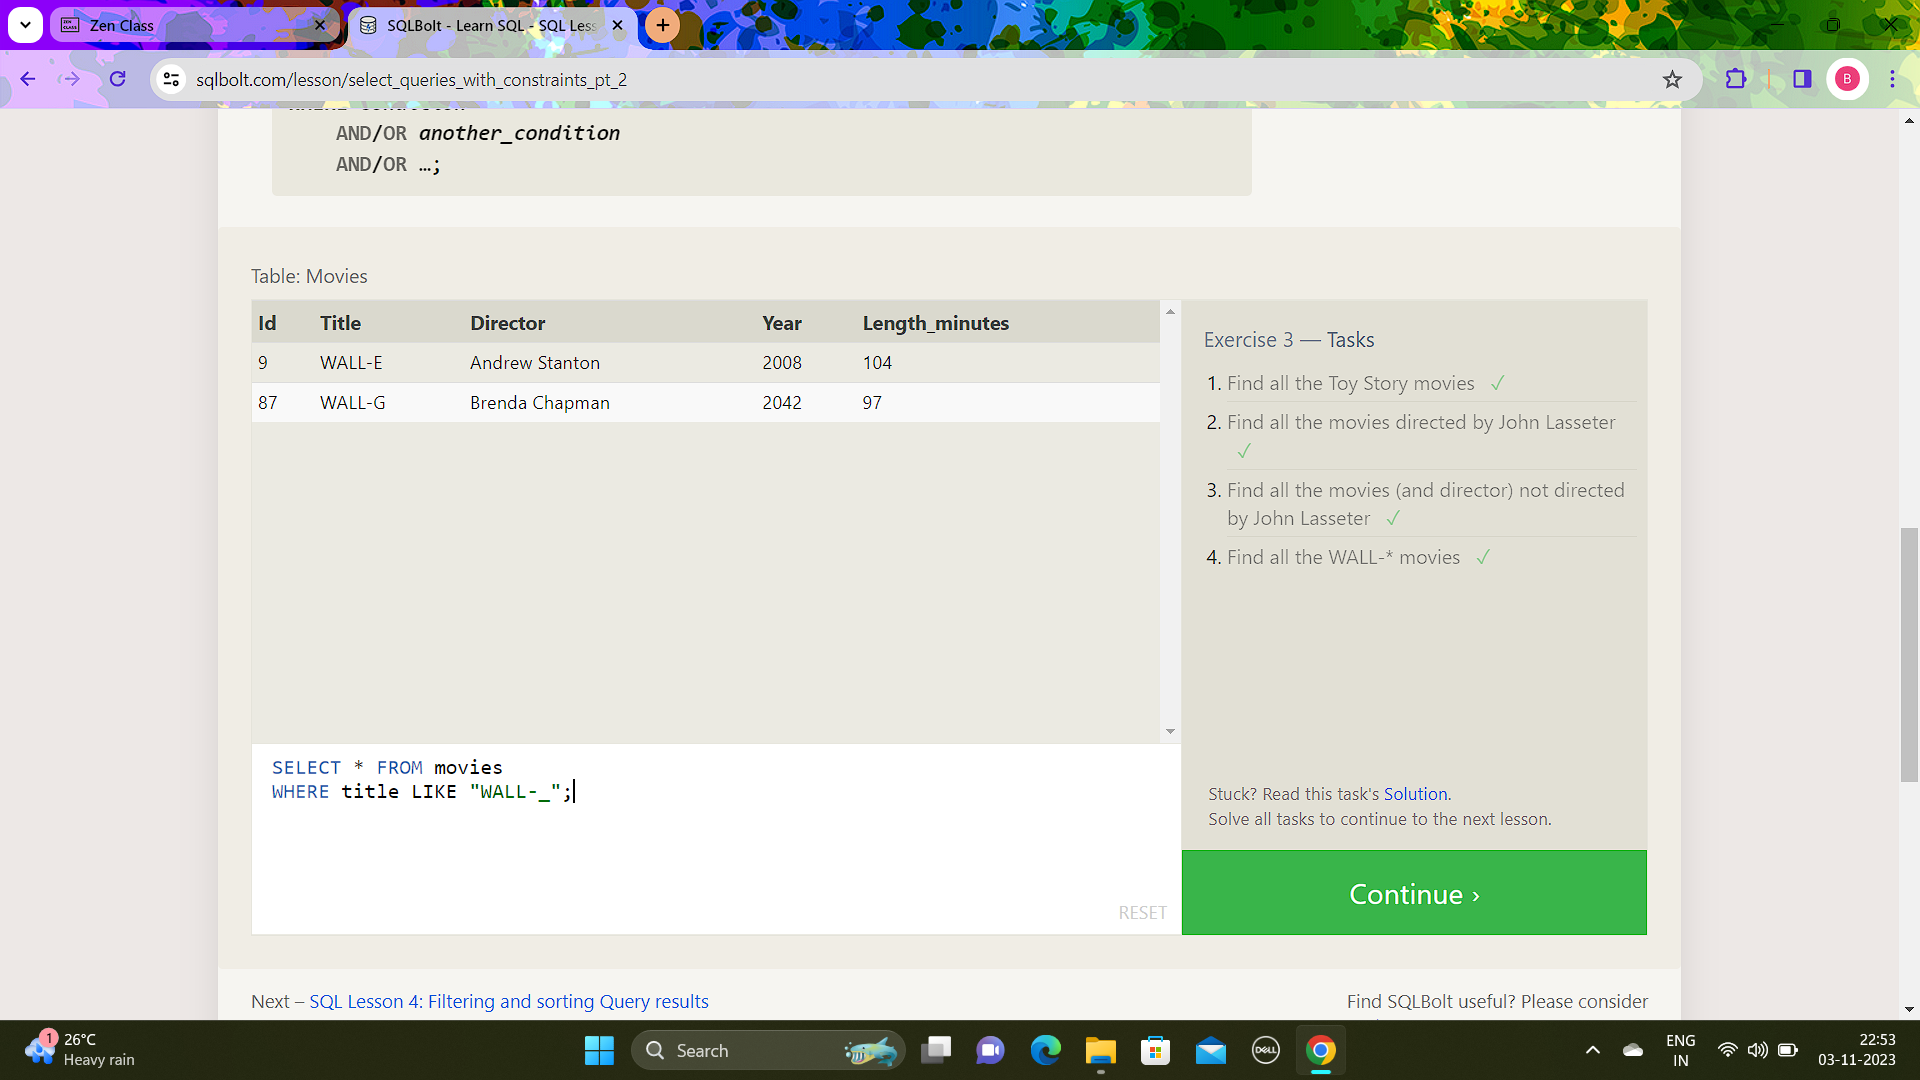 Zen Class
SQLBolt - Learn SQL - SQL Less
sqlbolt.com/lesson/select_queries_with_constraints_pt_2
B
AND/OR another_condition
AND/OR …;
Table: Movies
Id Title Director Year Length_minutes
9 WALL-E Andrew Stanton 2008 104
87 WALL-G Brenda Chapman 2042 97
Exercise 3 — Tasks
1. Find all the Toy Story movies ✓
2. Find all the movies directed by John Lasseter
✓
3. Find all the movies (and director) not directed
by John Lasseter ✓
4. Find all the WALL-* movies ✓
SELECT * FROM movies
WHERE title LIKE "WALL-_";
RESET
Stuck? Read this task's Solution.
Solve all tasks to continue to the next lesson.
Continue ›
Next – SQL Lesson 4: Filtering and sorting Query results
Find SQLBolt useful? Please consider
1
26°C
Heavy rain
Search
DELL
ENG
IN
22:53
03-11-2023